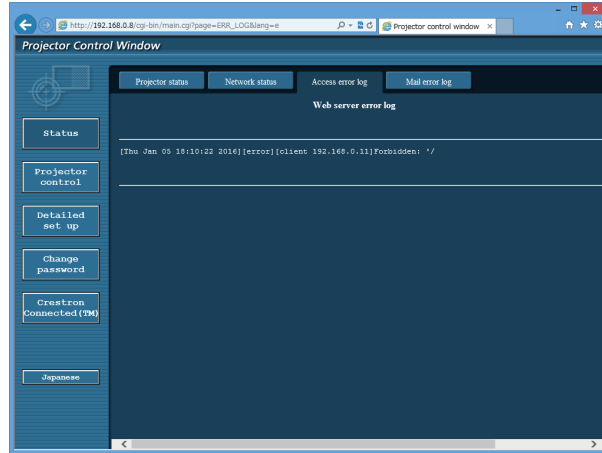 http://192.168.0.8/cgi-bin/main.cgi?page=ERR_LOG&lang=e
Projector control window
Projector Control Window
Projector status
Network status
Access error log
Mail error log
Web server error log
[Thu Jan 05 18:10:22 2016][error][client 192.168.0.11]Forbidden: "/
Status
Projector
control
Detailed
set up
Change
password
Crestron
Connected(TM)
Japanese